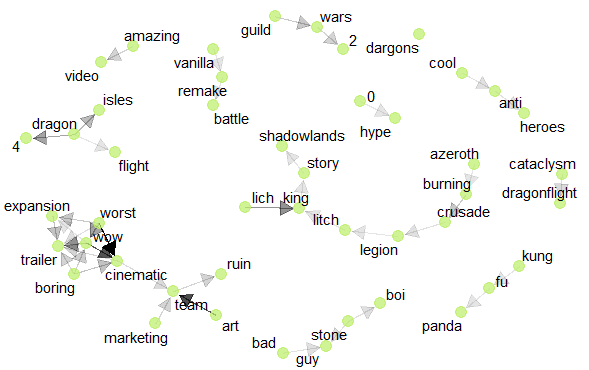 guild
wars
2
dargons
amazing
video
vanilla
remake
battle
cool
anti
heroes
isles
dragon
4
flight
0
hype
shadowlands
story
lich
king
litch
legion
azeroth
burning
crusade
cataclysm
dragonflight
expansion
worst
wow
trailer
boring
cinematic
ruin
team
marketing
art
boi
stone
bad
guy
kung
fu
panda